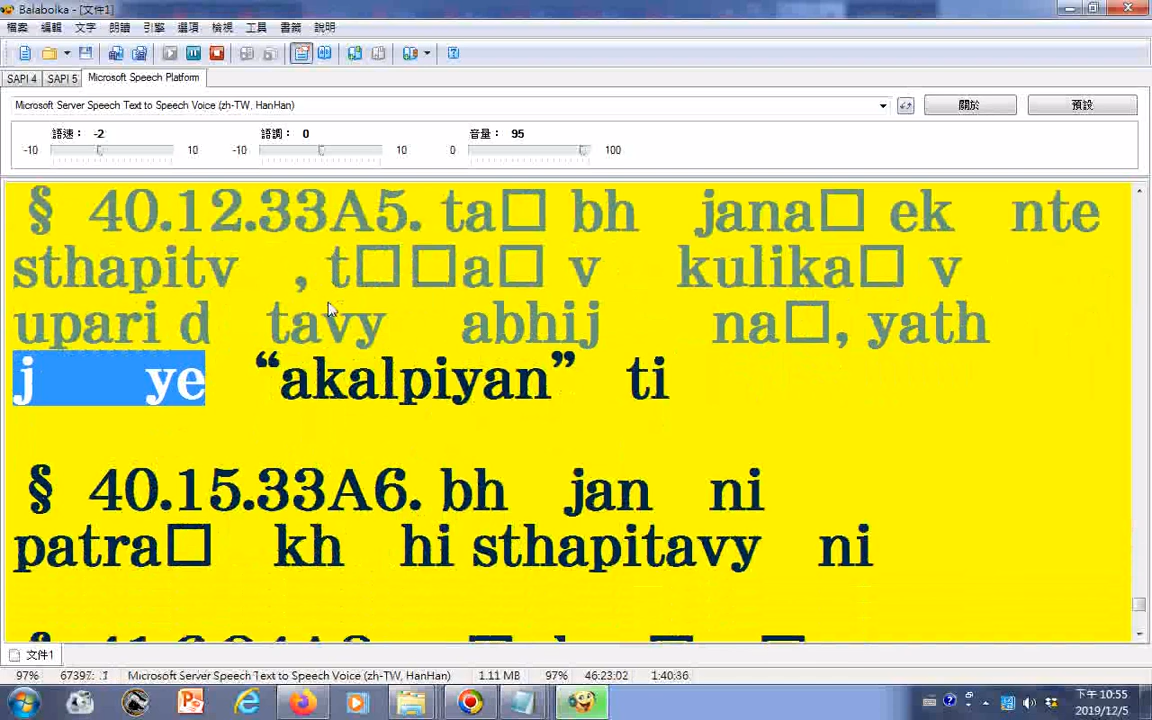 Balabolka - [文件1]
檔案 編輯 文字 朗讀 引擎 選項 檢視 工具 書籤 說明
SAPI 4 SAPI 5 Microsoft Speech Platform
Microsoft Server Speech Text to Speech Voice (zh-TW, HanHan) 關於 預設
語速： -2 語調： 0 音量： 95
-10 10 -10 10 0 100
§ 40.12.33A5. ta□ bh jana□ ek nte
sthapitv , t□□a□ v kulika□ v
upari d tavy abhij na□, yath
j ye “akalpiyan” ti
§ 40.15.33A6. bh jan ni
patra□ kh hi sthapitavy ni
文件1
97% Microsoft Server Speech Text to Speech Voice (zh-TW, HanHan) 1.11 MB 97% 46:23:02 1:40:36
下午 10:55
2019/12/5